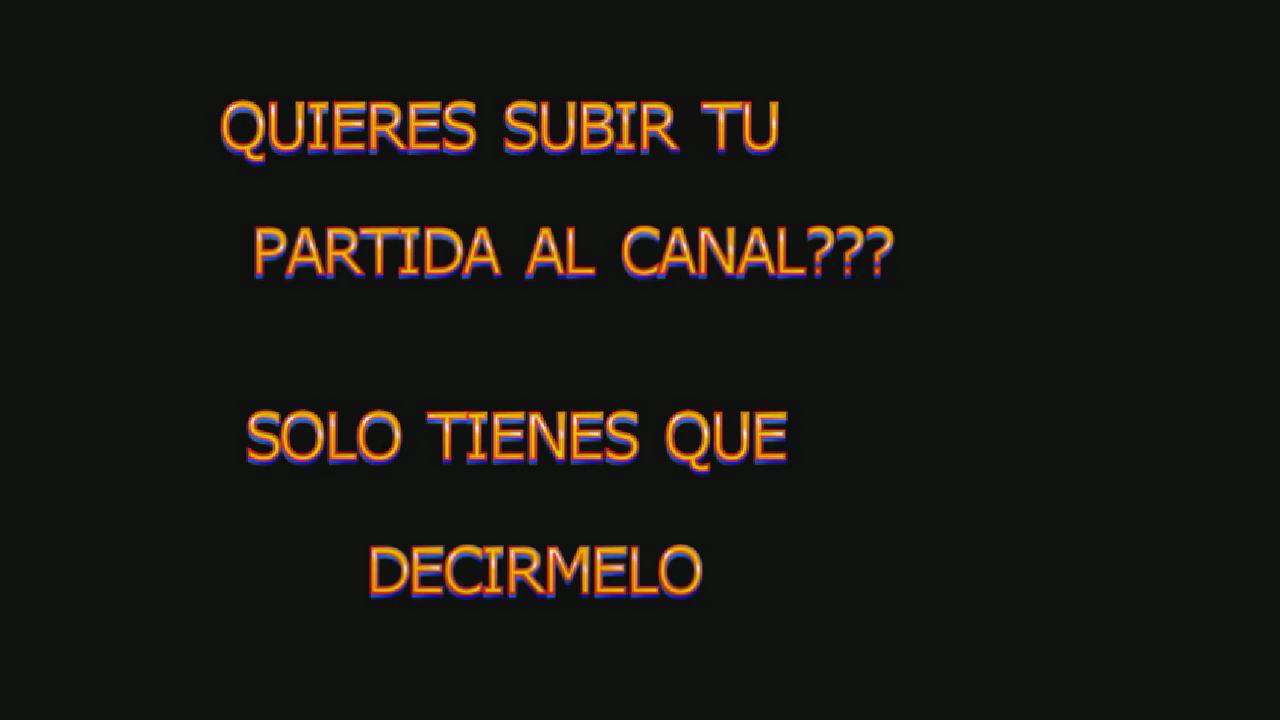 QUIERES SUBIR TU
PARTIDA AL CANAL???
SOLO TIENES QUE
DECIRMELO